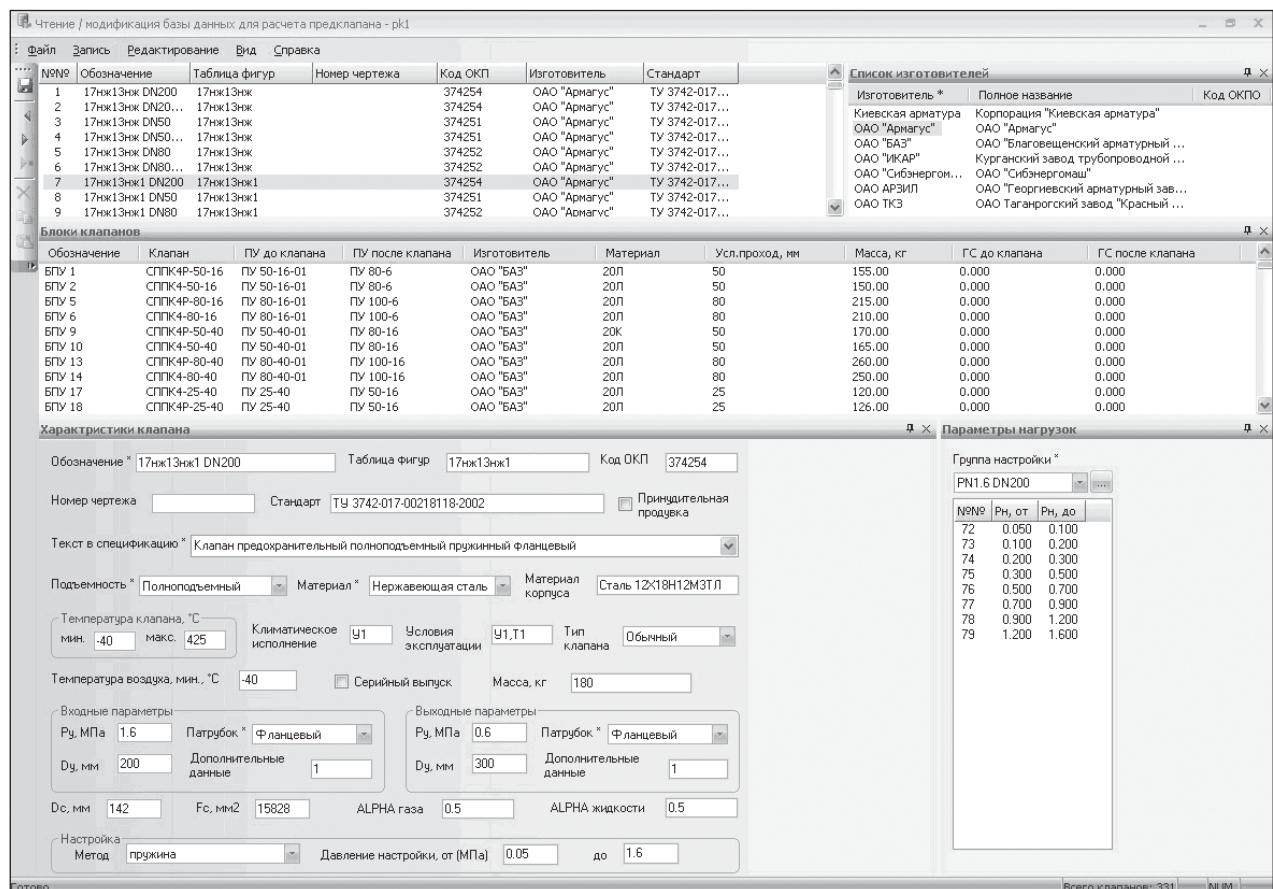 Чтение / модификация базы данных для расчета предклапана - pk1
Файл Запись Редактирование Вид Справка
№№ Обозначение Таблица фигур Номер чертежа Код ОКП Изготовитель Стандарт
1 17нж13нж DN200 17нж13нж 374254 ОАО "Армагус" ТУ 3742-017...
2 17нж13нж DN20... 17нж13нж 374254 ОАО "Армагус" ТУ 3742-017...
3 17нж13нж DN50 17нж13нж 374251 ОАО "Армагус" ТУ 3742-017...
4 17нж13нж DN50... 17нж13нж 374251 ОАО "Армагус" ТУ 3742-017...
5 17нж13нж DN80 17нж13нж 374252 ОАО "Армагус" ТУ 3742-017...
6 17нж13нж DN80... 17нж13нж 374252 ОАО "Армагус" ТУ 3742-017...
7 17нж13нж1 DN200 17нж13нж1 374254 ОАО "Армагус" ТУ 3742-017...
8 17нж13нж1 DN50 17нж13нж1 374251 ОАО "Армагус" ТУ 3742-017...
9 17нж13нж1 DN80 17нж13нж1 374252 ОАО "Армагус" ТУ 3742-017...
Список изготовителей
Изготовитель * Полное название Код ОКПО
Киевская арматура Корпорация "Киевская арматура"
ОАО "Армагус" ОАО "Армагус"
ОАО "БАЗ" ОАО "Благовещенский арматурный ...
ОАО "ИКАР" Курганский завод трубопроводной ...
ОАО "Сибэнергом... ОАО "Сибэнергомаш"
ОАО АРЗИЛ ОАО "Георгиевский арматурный зав...
ОАО ТКЗ ОАО Таганрогский завод "Красный ...
Блоки клапанов
Обозначение Клапан ПУ до клапана ПУ после клапана Изготовитель Материал Усл.проход, мм Масса, кг ГС до клапана ГС после клапана
БПУ 1 СППК4Р-50-16 ПУ 50-16-01 ПУ 80-6 ОАО "БАЗ" 20Л 50 155.00 0.000 0.000
БПУ 2 СППК4-50-16 ПУ 50-16-01 ПУ 80-6 ОАО "БАЗ" 20Л 50 150.00 0.000 0.000
БПУ 5 СППК4Р-80-16 ПУ 80-16-01 ПУ 100-6 ОАО "БАЗ" 20Л 80 215.00 0.000 0.000
БПУ 6 СППК4-80-16 ПУ 80-16-01 ПУ 100-6 ОАО "БАЗ" 20Л 80 210.00 0.000 0.000
БПУ 9 СППК4Р-50-40 ПУ 50-40-01 ПУ 80-16 ОАО "БАЗ" 20К 50 170.00 0.000 0.000
БПУ 10 СППК4-50-40 ПУ 50-40-01 ПУ 80-16 ОАО "БАЗ" 20Л 50 165.00 0.000 0.000
БПУ 13 СППК4Р-80-40 ПУ 80-40-01 ПУ 100-16 ОАО "БАЗ" 20Л 80 260.00 0.000 0.000
БПУ 14 СППК4-80-40 ПУ 80-40-01 ПУ 100-16 ОАО "БАЗ" 20Л 80 250.00 0.000 0.000
БПУ 17 СППК4-25-40 ПУ 25-40 ПУ 50-16 ОАО "БАЗ" 20Л 25 120.00 0.000 0.000
БПУ 18 СППК4Р-25-40 ПУ 25-40 ПУ 50-16 ОАО "БАЗ" 20Л 25 126.00 0.000 0.000
Характристики клапана
Обозначение * 17нж13нж1 DN200 Таблица фигур 17нж13нж1 Код ОКП 374254
Номер чертежа Стандарт ТУ 3742-017-00218118-2002 Принудительная
продувка
Текст в спецификацию * Клапан предохранительный полноподъемный пружинный фланцевый
Подъемность * Полноподъемный Материал * Нержавеющая сталь Материал
корпуса Сталь 12Х18Н12М3ТЛ
Температура клапана, °C
мин. -40 макс. 425 Климатическое
исполнение У1 Условия
эксплуатации У1,Т1 Тип
клапана Обычный
Температура воздуха, мин., °C -40 Серийный выпуск Масса, кг 180
Входные параметры
Ру, МПа 1.6 Патрубок * Фланцевый
Dу, мм 200 Дополнительные
данные 1
Выходные параметры
Ру, МПа 0.6 Патрубок * Фланцевый
Dу, мм 300 Дополнительные
данные 1
Dc, мм 142 Fc, мм2 15828 ALPHA газа 0.5 ALPHA жидкости 0.5
Настройка
Метод пружина Давление настройки, от (МПа) 0.05 до 1.6
Параметры нагрузок
Группа настройки *
PN1.6 DN200 ....
№№ Рн, от Рн, до
72 0.050 0.100
73 0.100 0.200
74 0.200 0.300
75 0.300 0.500
76 0.500 0.700
77 0.700 0.900
78 0.900 1.200
79 1.200 1.600
Готово Всего клапанов: 331 NUM